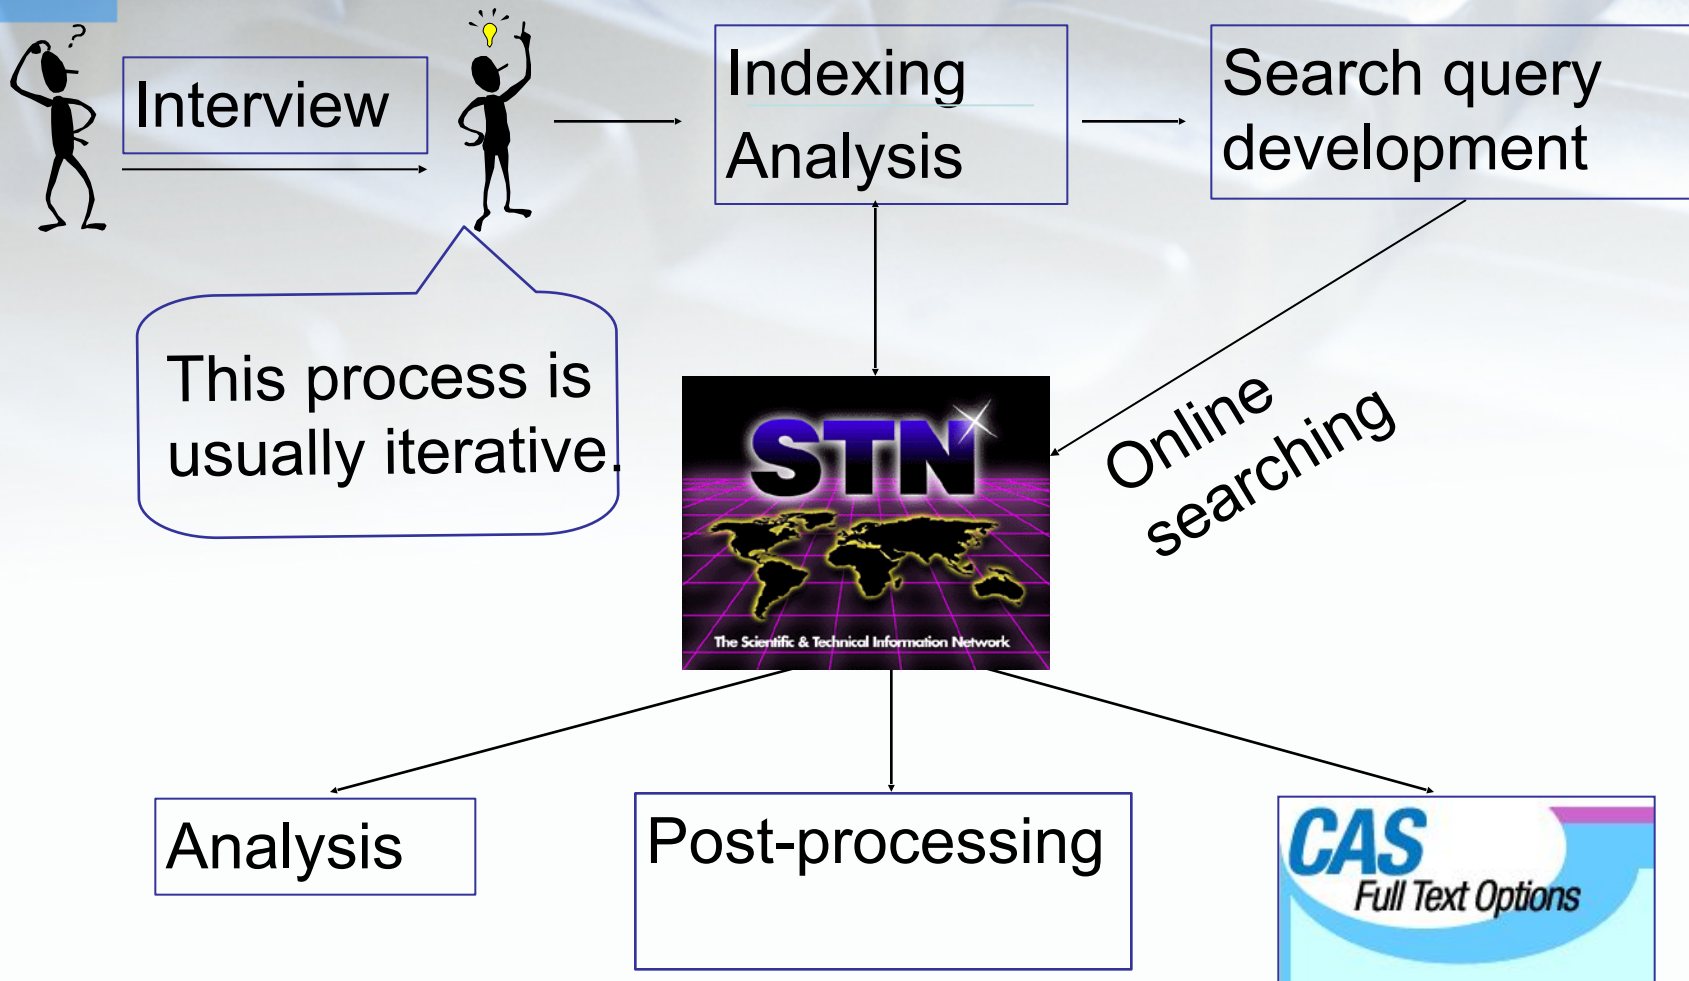 ?
Interview
Indexing
Analysis
Search query
development
This process is
usually iterative.
Online
searching
STN
The Scientific & Technical Information Network
Analysis
Post-processing
CAS
Full Text Options